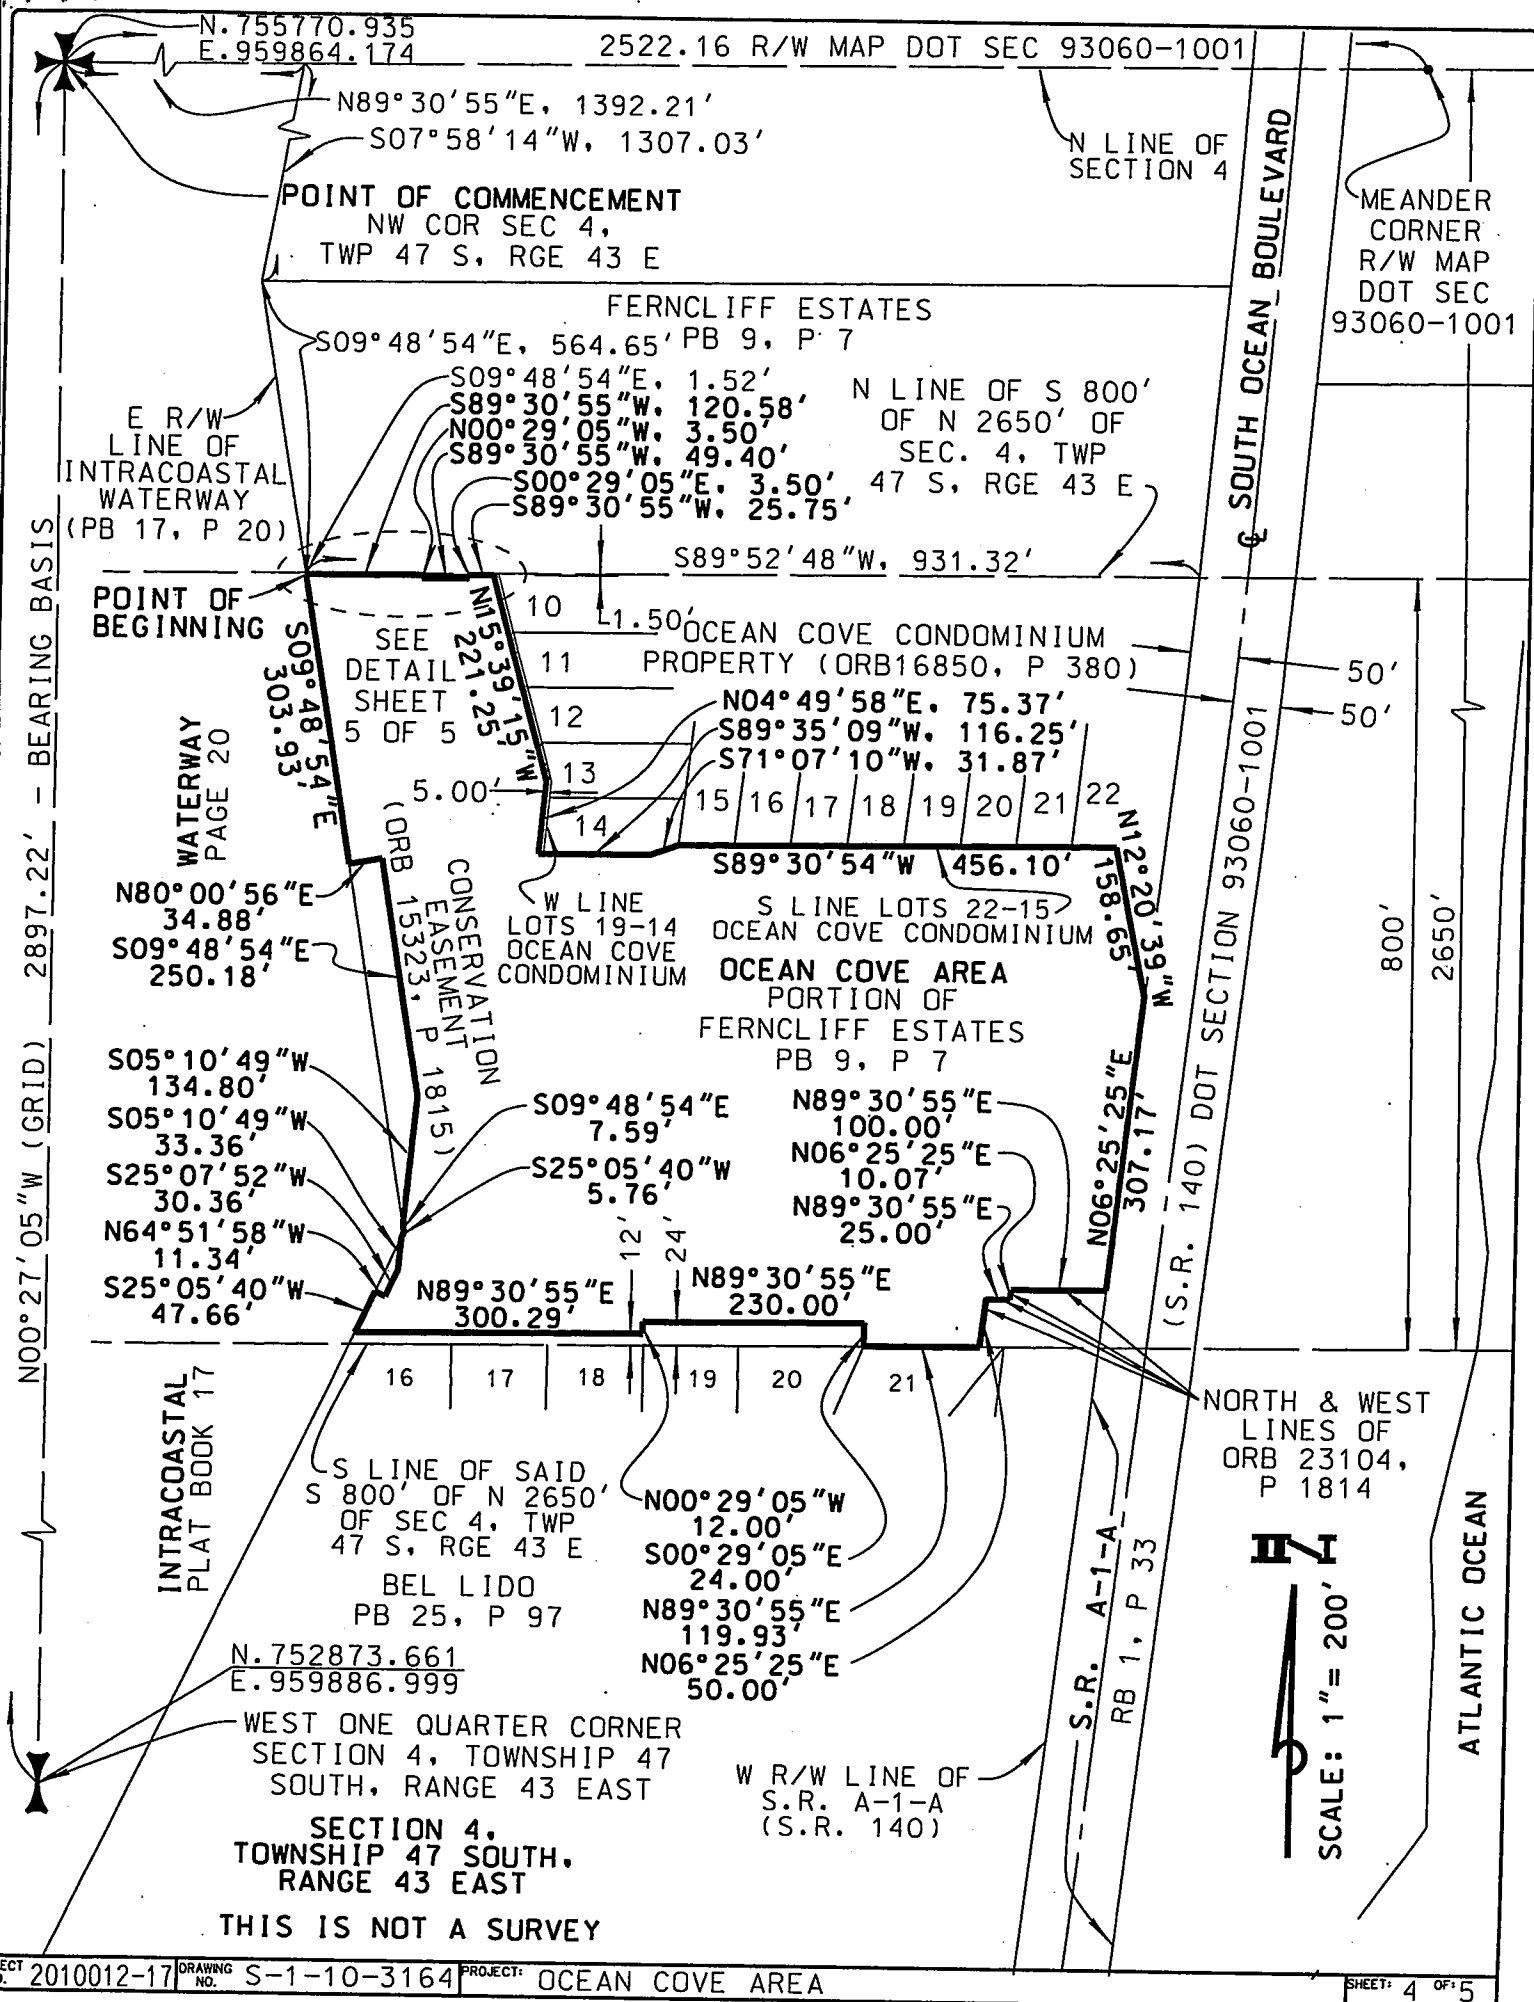 N.755770.935
E.959864.174
2522.16 R/W MAP DOT SEC 93060-1001
N89°30'55"E, 1392.21'
S07°58'14"W, 1307.03'
N LINE OF
SECTION 4
POINT OF COMMENCEMENT
NW COR SEC 4,
TWP 47 S, RGE 43 E
MEANDER
CORNER
R/W MAP
DOT SEC
93060-1001
FERNCLIFF ESTATES
PB 9, P 7
S09°48'54"E, 564.65'
S09°48'54"E, 1.52'
S89°30'55"W, 120.58'
N00°29'05"W, 3.50'
S89°30'55"W, 49.40'
S00°29'05"E, 3.50'
S89°30'55"W, 25.75'
N LINE OF S 800'
OF N 2650' OF
SEC. 4, TWP
47 S, RGE 43 E
E R/W
LINE OF
INTRACOASTAL
WATERWAY
(PB 17, P 20)
℄ SOUTH OCEAN BOULEVARD
S89°52'48"W, 931.32'
POINT OF
BEGINNING
SEE
DETAIL
SHEET
5 OF 5
S09°48'54"E
303.93'
N15°39'15"W
221.25'
10
11
12
13
14
1.50'
OCEAN COVE CONDOMINIUM
PROPERTY (ORB16850, P 380)
50'
50'
N04°49'58"E, 75.37'
S89°35'09"W, 116.25'
S71°07'10"W, 31.87'
5.00'
15
16
17
18
19
20
21
22
S89°30'54"W 456.10'
N12°20'39"W
158.65'
WATERWAY
PAGE 20
N00°27'05"W (GRID) 2897.22' - BEARING BASIS
N80°00'56"E
34.88'
S09°48'54"E
250.18'
CONSERVATION
EASEMENT
(ORB 15323, P 1815)
W LINE
LOTS 19-14
OCEAN COVE
CONDOMINIUM
S LINE LOTS 22-15
OCEAN COVE CONDOMINIUM
OCEAN COVE AREA
PORTION OF
FERNCLIFF ESTATES
PB 9, P 7
800'
2650'
S05°10'49"W
134.80'
S05°10'49"W
33.36'
S25°07'52"W
30.36'
N64°51'58"W
11.34'
S25°05'40"W
47.66'
S09°48'54"E
7.59'
S25°05'40"W
5.76'
N89°30'55"E
100.00'
N06°25'25"E
10.07'
N89°30'55"E
25.00'
N06°25'25"E
307.17'
(S.R. 140) DOT SECTION 93060-1001
12'
24'
N89°30'55"E
300.29'
N89°30'55"E
230.00'
16
17
18
19
20
21
INTRACOASTAL
PLAT BOOK 17
NORTH & WEST
LINES OF
ORB 23104,
P 1814
S LINE OF SAID
S 800' OF N 2650'
OF SEC 4, TWP
47 S, RGE 43 E
BEL LIDO
PB 25, P 97
N00°29'05"W
12.00'
S00°29'05"E
24.00'
N89°30'55"E
119.93'
N06°25'25"E
50.00'
S.R. A-1-A
RB 1, P 33
SCALE: 1"= 200'
ATLANTIC OCEAN
N.752873.661
E.959886.999
WEST ONE QUARTER CORNER
SECTION 4, TOWNSHIP 47
SOUTH, RANGE 43 EAST
W R/W LINE OF
S.R. A-1-A
(S.R. 140)
SECTION 4,
TOWNSHIP 47 SOUTH,
RANGE 43 EAST
THIS IS NOT A SURVEY
2010012-17 DRAWING NO. S-1-10-3164 PROJECT: OCEAN COVE AREA SHEET: 4 OF: 5